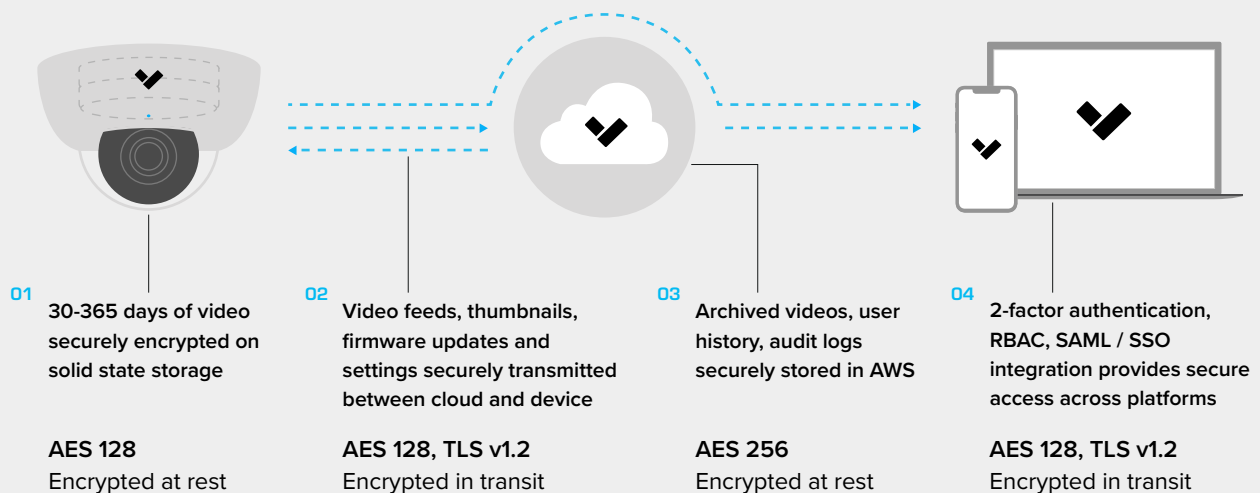 01
30-365 days of video
securely encrypted on
solid state storage
AES 128
Encrypted at rest
02
Video feeds, thumbnails,
firmware updates and
settings securely transmitted
between cloud and device
AES 128, TLS v1.2
Encrypted in transit
03
Archived videos, user
history, audit logs
securely stored in AWS
AES 256
Encrypted at rest
04
2-factor authentication,
RBAC, SAML / SSO
integration provides secure
access across platforms
AES 128, TLS v1.2
Encrypted in transit